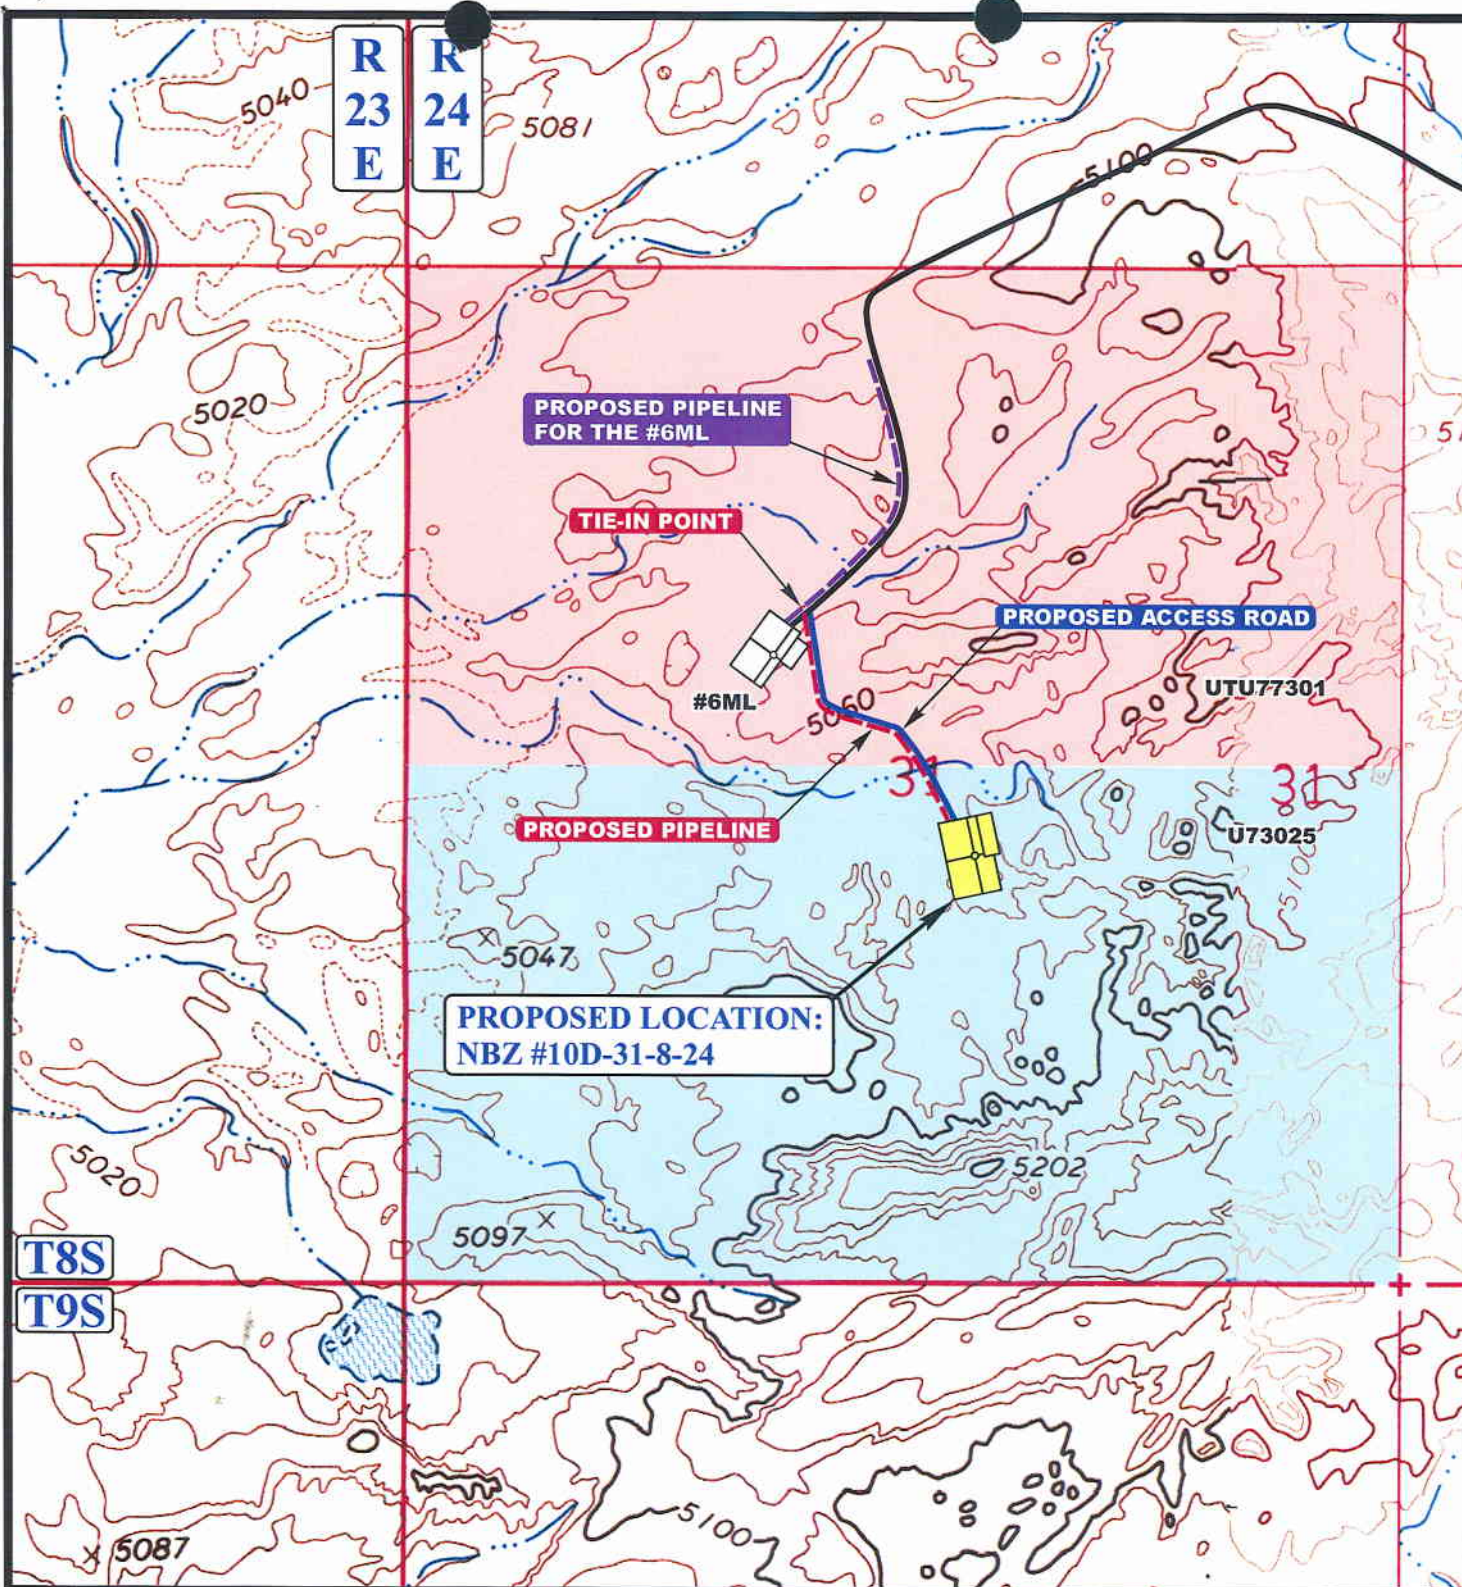 R
23
E
R
24
E
5040
5081
5100
5020
PROPOSED PIPELINE
FOR THE #6ML
TIE-IN POINT
PROPOSED ACCESS ROAD
#6ML
5060
UTU77301
31
31
PROPOSED PIPELINE
U73025
5100
5047
PROPOSED LOCATION:
NBZ #10D-31-8-24
5020
5202
5097
T8S
T9S
5100
5087